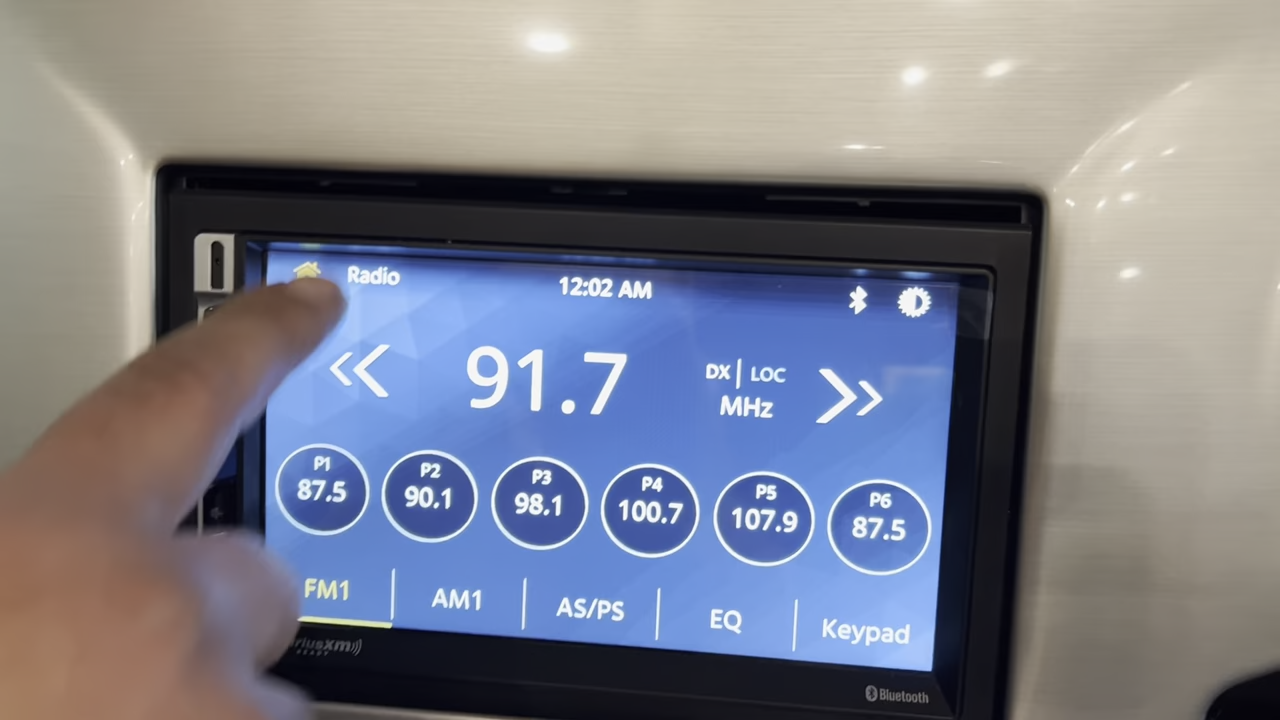 Radio
12:02 AM
91.7
DX | LOC
MHz
P1
87.5
P2
90.1
P3
98.1
P4
100.7
P5
107.9
P6
87.5
FM1
AM1
AS/PS
EQ
Keypad
READY
Bluetooth